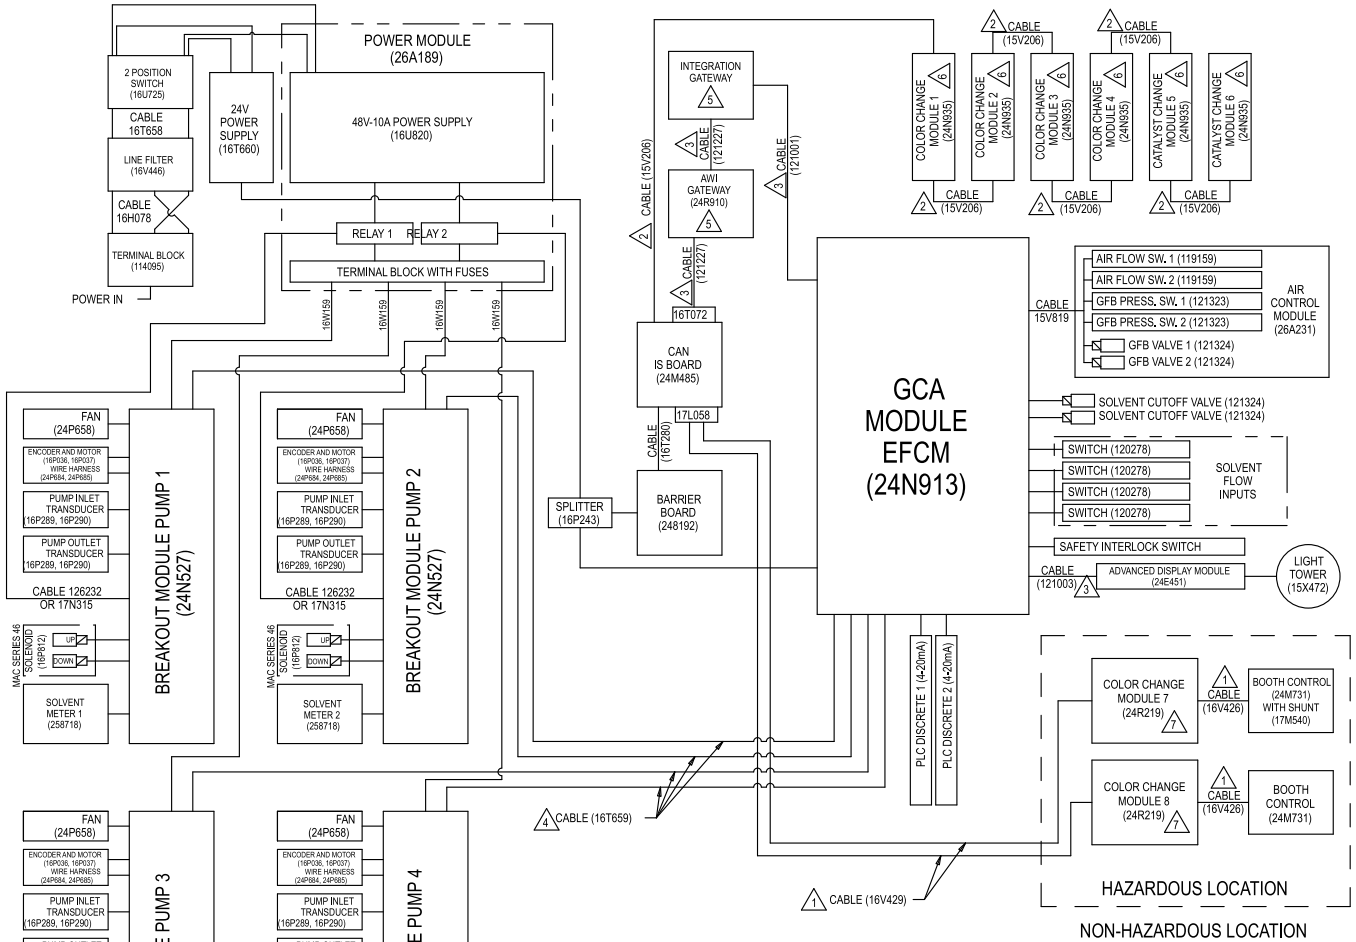 POWER MODULE
(26A189)
2 POSITION
SWITCH
(16U725)
CABLE
16T658
LINE FILTER
(16V446)
CABLE
16H078
TERMINAL BLOCK
(114095)
POWER IN
24V
POWER
SUPPLY
(16T660)
48V-10A POWER SUPPLY
(16U820)
RELAY 1
RELAY 2
TERMINAL BLOCK WITH FUSES
16W159
16W159
16W159
16W159
INTEGRATION
GATEWAY
5
3
CABLE
(121227)
AWI
GATEWAY
(24R910)
5
3
CABLE
(121227)
16T072
CAN
IS BOARD
(24M485)
17L058
CABLE
(16T280)
BARRIER
BOARD
(248192)
SPLITTER
(16P243)
2
CABLE (15V206)
3
CABLE
(121001)
2
CABLE
(15V206)
2
CABLE
(15V206)
COLOR CHANGE
MODULE 1
(24N935)
6
COLOR CHANGE
MODULE 2
(24N935)
6
COLOR CHANGE
MODULE 3
(24N935)
6
COLOR CHANGE
MODULE 4
(24N935)
6
CATALYST CHANGE
MODULE 5
(24N935)
6
CATALYST CHANGE
MODULE 6
(24N935)
6
2
CABLE
(15V206)
2
CABLE
(15V206)
2
CABLE
(15V206)
GCA
MODULE
EFCM
(24N913)
CABLE
15V819
AIR FLOW SW. 1 (119159)
AIR FLOW SW. 2 (119159)
GFB PRESS. SW. 1 (121323)
GFB PRESS. SW. 2 (121323)
GFB VALVE 1 (121324)
GFB VALVE 2 (121324)
AIR
CONTROL
MODULE
(26A231)
SOLVENT CUTOFF VALVE (121324)
SOLVENT CUTOFF VALVE (121324)
SWITCH (120278)
SWITCH (120278)
SWITCH (120278)
SWITCH (120278)
SOLVENT
FLOW
INPUTS
SAFETY INTERLOCK SWITCH
CABLE
(121003)
3
ADVANCED DISPLAY MODULE
(24E451)
LIGHT
TOWER
(15X472)
PLC DISCRETE 1 (4-20mA)
PLC DISCRETE 2 (4-20mA)
COLOR CHANGE
MODULE 7
(24R219)
7
1
CABLE
(16V426)
BOOTH CONTROL
(24M731)
WITH SHUNT
(17M540)
COLOR CHANGE
MODULE 8
(24R219)
7
1
CABLE
(16V426)
BOOTH
CONTROL
(24M731)
HAZARDOUS LOCATION
NON-HAZARDOUS LOCATION
1
CABLE (16V429)
4
CABLE (16T659)
FAN
(24P658)
ENCODER AND MOTOR
(16P036, 16P037)
WIRE HARNESS
(24P684, 24P685)
PUMP INLET
TRANSDUCER
(16P289, 16P290)
PUMP OUTLET
TRANSDUCER
(16P289, 16P290)
CABLE 126232
OR 17N315
MAC SERIES 46
SOLENOID
(16P812)
UP
DOWN
SOLVENT
METER 1
(258718)
BREAKOUT MODULE PUMP 1
(24N527)
FAN
(24P658)
ENCODER AND MOTOR
(16P036, 16P037)
WIRE HARNESS
(24P684, 24P685)
PUMP INLET
TRANSDUCER
(16P289, 16P290)
PUMP OUTLET
TRANSDUCER
(16P289, 16P290)
CABLE 126232
OR 17N315
MAC SERIES 46
SOLENOID
(16P812)
UP
DOWN
SOLVENT
METER 2
(258718)
BREAKOUT MODULE PUMP 2
(24N527)
FAN
(24P658)
ENCODER AND MOTOR
(16P036, 16P037)
WIRE HARNESS
(24P684, 24P685)
PUMP INLET
TRANSDUCER
(16P289, 16P290)
E PUMP 3
FAN
(24P658)
ENCODER AND MOTOR
(16P036, 16P037)
WIRE HARNESS
(24P684, 24P685)
PUMP INLET
TRANSDUCER
(16P289, 16P290)
E PUMP 4